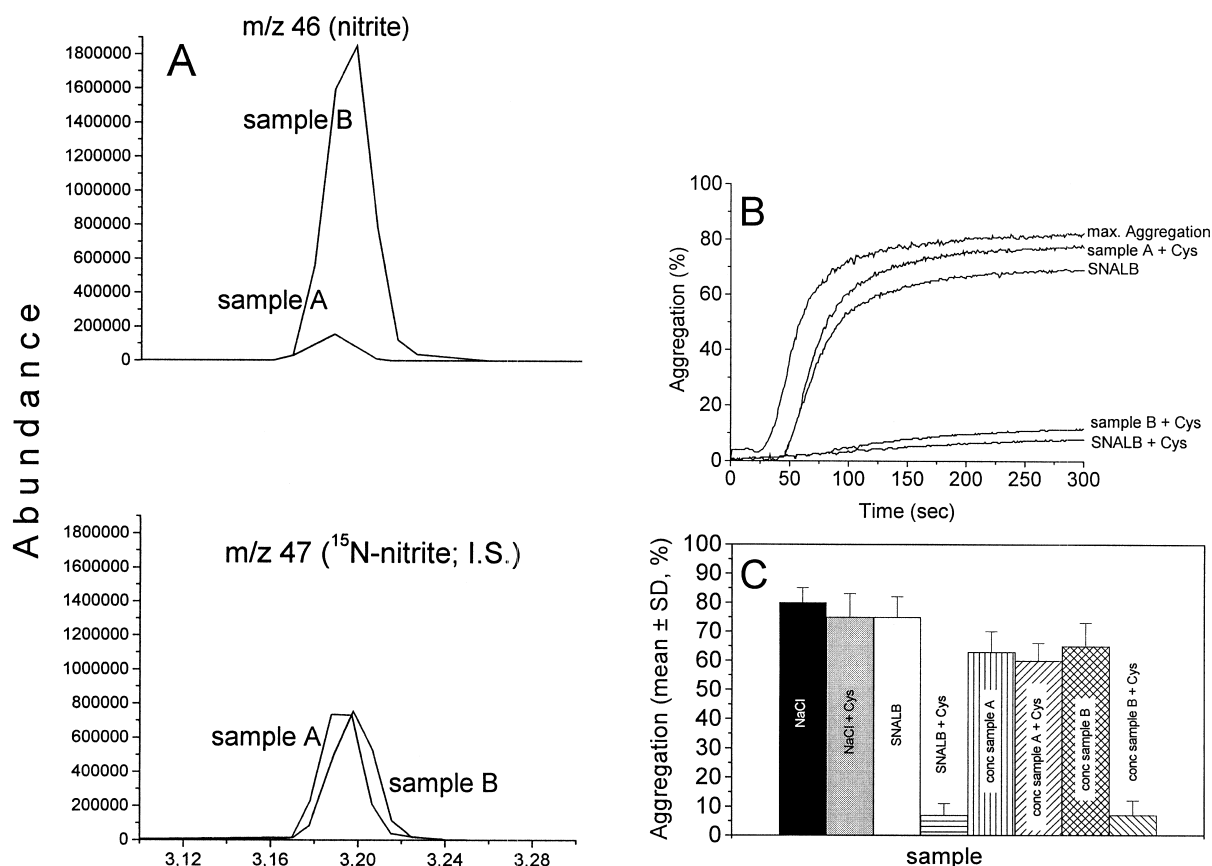 m/z 46 (nitrite)
A
1800000
1600000
1400000
1200000
1000000
800000
600000
400000
200000
0
sample B
sample A
Abundance
1800000
1600000
1400000
1200000
1000000
800000
600000
400000
200000
0
m/z 47 (15N-nitrite; I.S.)
sample A
sample B
3.12 3.16 3.20 3.24 3.28
B
Aggregation (%)
100
80
60
40
20
0
max. Aggregation
sample A + Cys
SNALB
sample B + Cys
SNALB + Cys
0 50 100 150 200 250 300
Time (sec)
C
Aggregation (mean ± SD, %)
100
90
80
70
60
50
40
30
20
10
0
NaCl
NaCl + Cys
SNALB
SNALB + Cys
conc sample A
conc sample A + Cys
conc sample B
conc sample B + Cys
sample